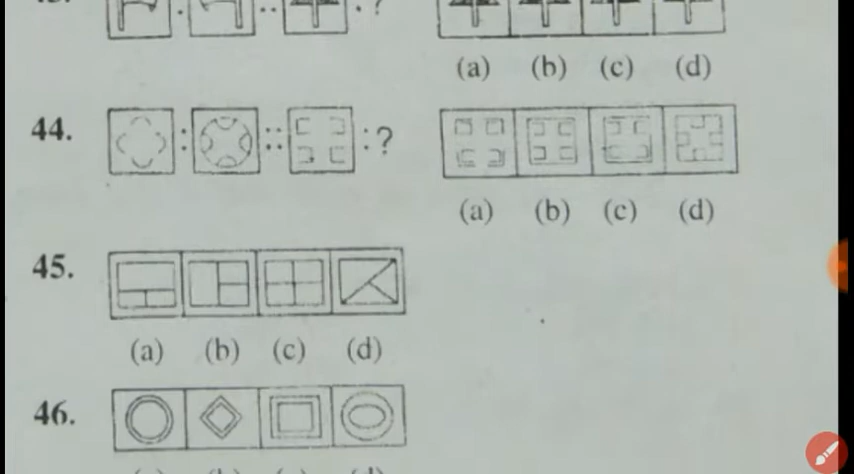 : :: : ?
(a) (b) (c) (d)
44. : :: : ?
(a) (b) (c) (d)
45.
(a) (b) (c) (d)
46.